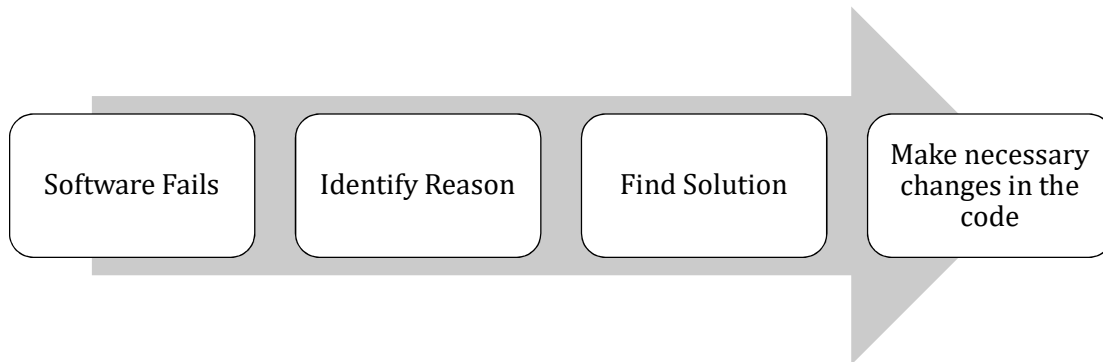 Software Fails
Identify Reason
Find Solution
Make necessary
changes in the
code